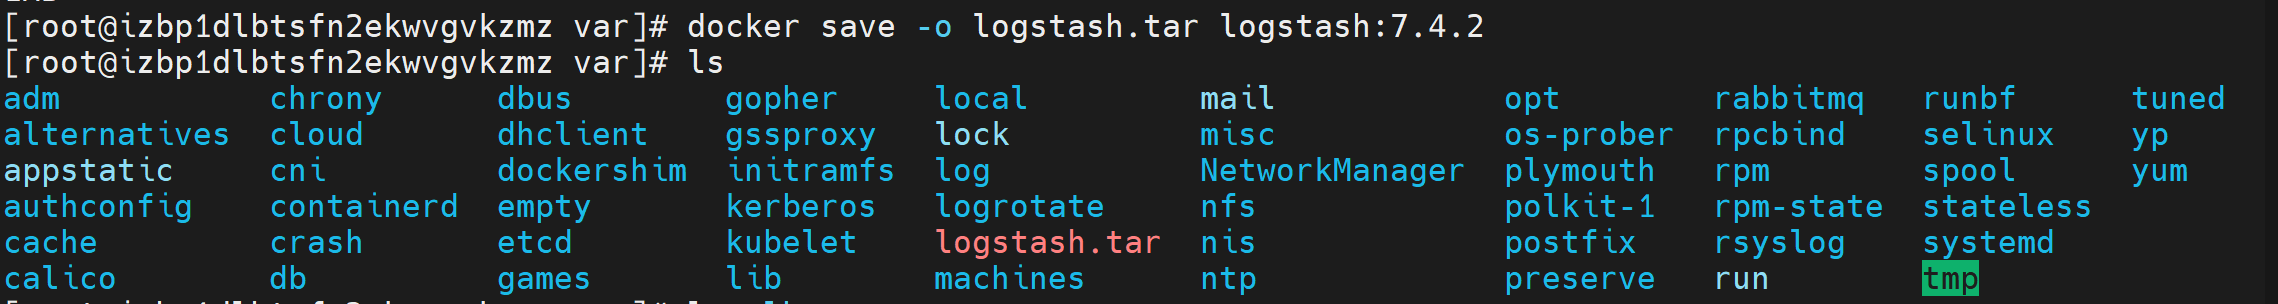 [root@izbp1dlbtsfn2ekwvgvkzmz var]# docker save -o logstash.tar logstash:7.4.2
[root@izbp1dlbtsfn2ekwvgvkzmz var]# ls
adm chrony dbus gopher local mail opt rabbitmq runbf tuned
alternatives cloud dhclient gssproxy lock misc os-prober rpcbind selinux yp
appstatic cni dockershim initramfs log NetworkManager plymouth rpm spool yum
authconfig containerd empty kerberos logrotate nfs polkit-1 rpm-state stateless
cache crash etcd kubelet logstash.tar nis postfix rsyslog systemd
calico db games lib machines ntp preserve run tmp